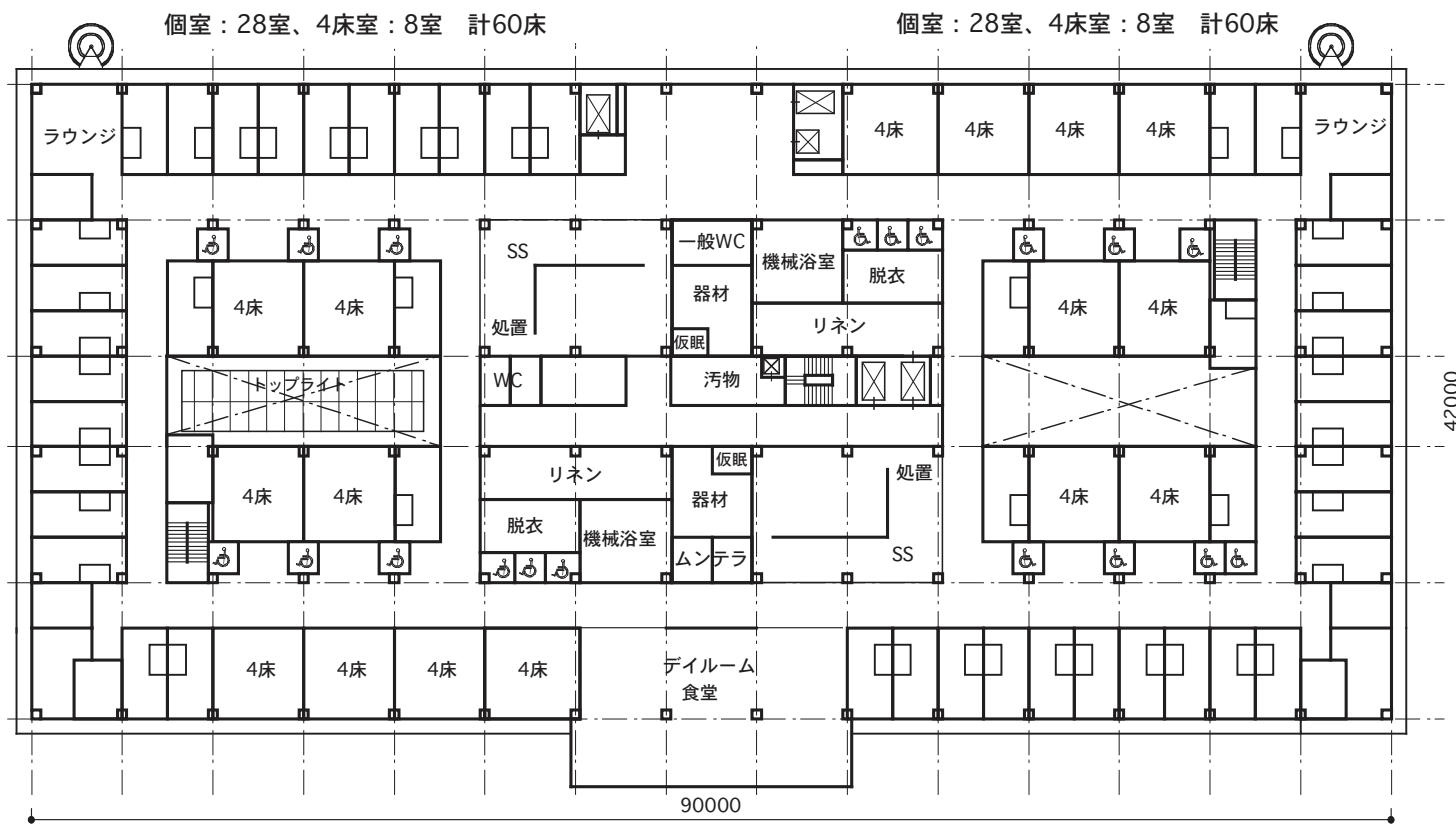 個室:28室、4床室:8室 計60床
個室:28室、4床室:8室 計60床
ラウンジ
4床
4床
4床
4床
ラウンジ
SS
一般WC
機械浴室
脱衣
器材
4床
4床
4床
4床
処置
リネン
仮眠
トップライト
WC
汚物
42000
リネン
仮眠
処置
4床
4床
器材
4床
4床
脱衣
機械浴室
ムンテラ
SS
4床
4床
4床
4床
デイルーム
食堂
90000